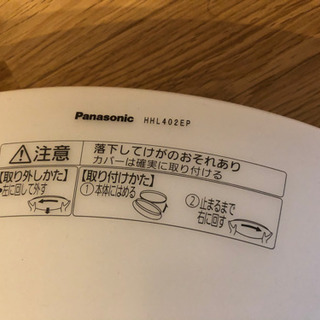 Panasonic HHL402EP
注意
落下してけがのおそれあり
カバーは確実に取り付ける
【取り外しかた】
左に回して外す
【取り付けかた】
①本体にはめる
②止まるまで
右に回す